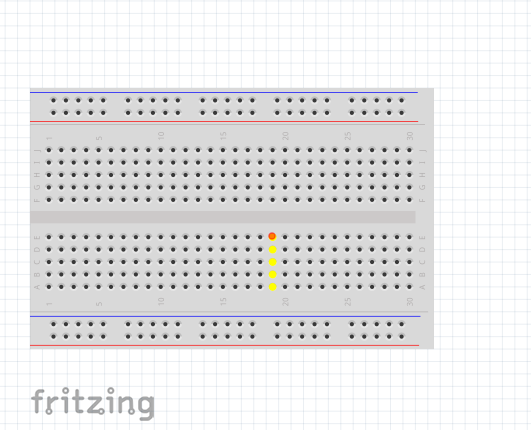 1 5 10 15 20 25 30
J J
I I
H H
G G
F F
E E
D D
C C
B B
A A
1 5 10 15 20 25 30
fritzing